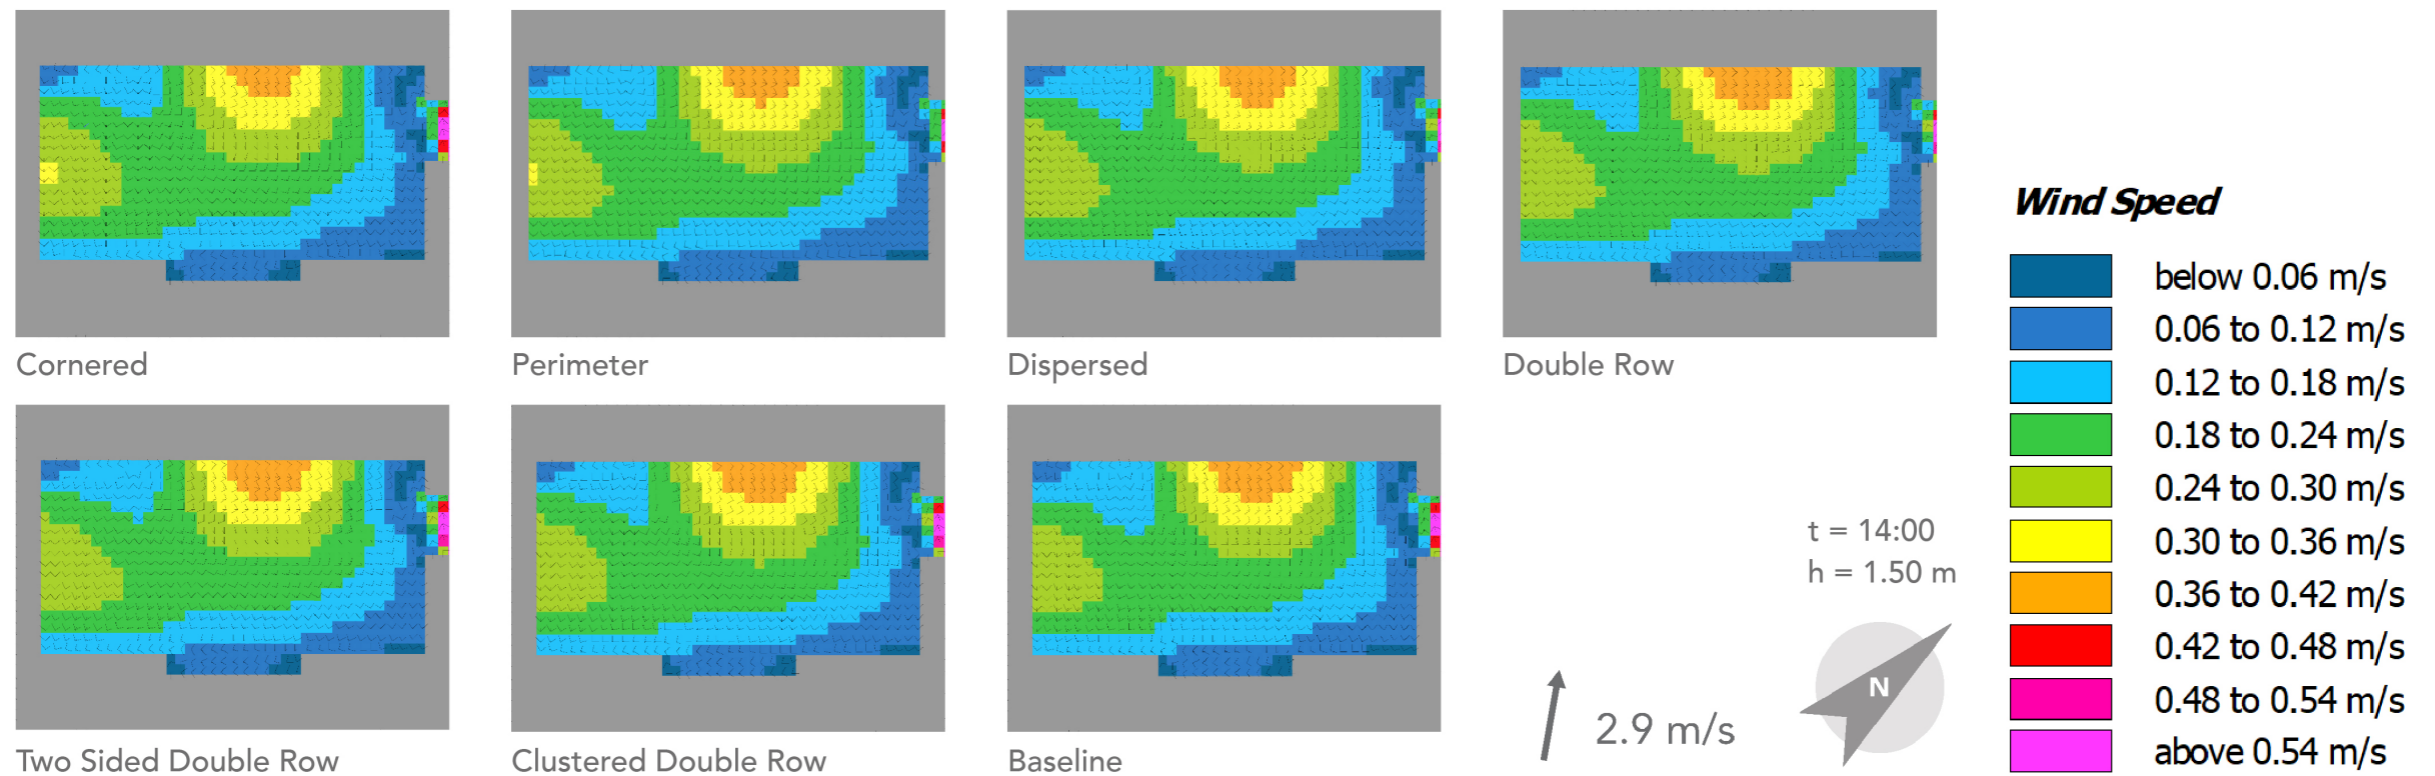 Cornered
Perimeter
Dispersed
Double Row
Two Sided Double Row
Clustered Double Row
Baseline
t = 14:00
h = 1.50 m
2.9 m/s
N
Wind Speed
below 0.06 m/s
0.06 to 0.12 m/s
0.12 to 0.18 m/s
0.18 to 0.24 m/s
0.24 to 0.30 m/s
0.30 to 0.36 m/s
0.36 to 0.42 m/s
0.42 to 0.48 m/s
0.48 to 0.54 m/s
above 0.54 m/s